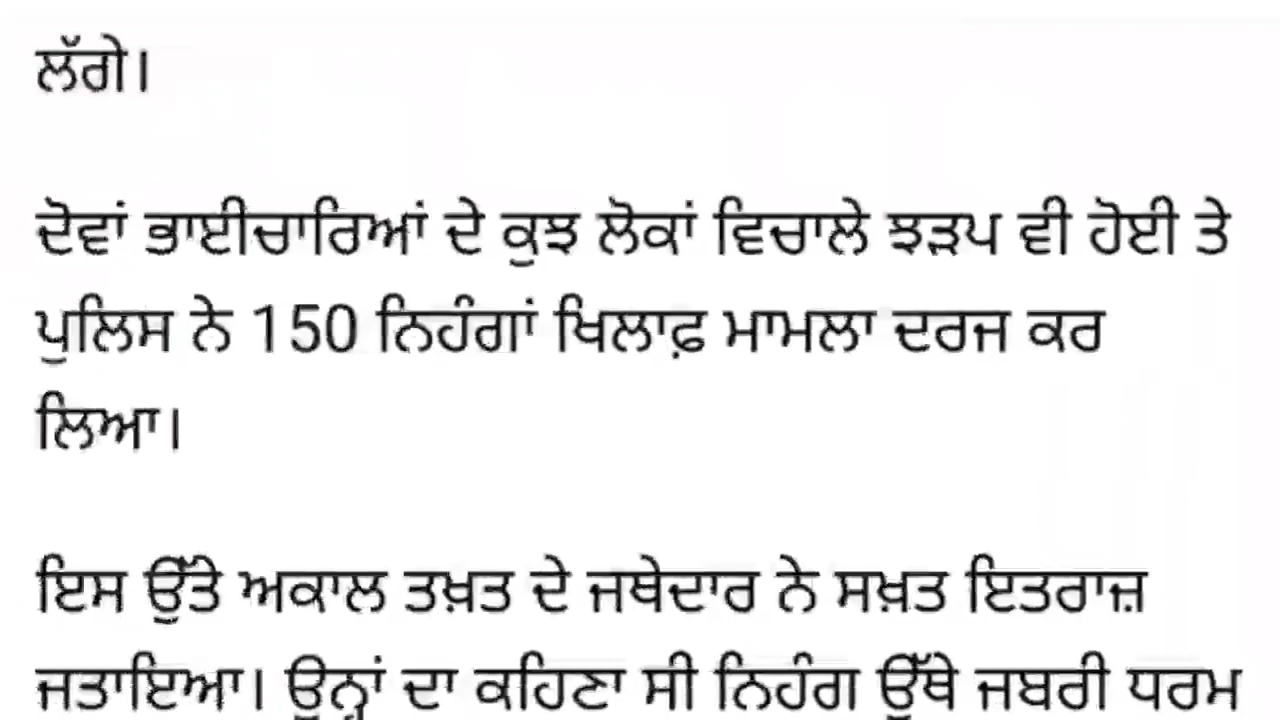 ਲੱਗੇ।
ਦੋਵਾਂ ਭਾਈਚਾਰਿਆਂ ਦੇ ਕੁਝ ਲੋਕਾਂ ਵਿਚਾਲੇ ਝੜਪ ਵੀ ਹੋਈ ਤੇ
ਪੁਲਿਸ ਨੇ 150 ਨਿਹੰਗਾਂ ਖਿਲਾਫ਼ ਮਾਮਲਾ ਦਰਜ ਕਰ
ਲਿਆ।
ਇਸ ਉੱਤੇ ਅਕਾਲ ਤਖ਼ਤ ਦੇ ਜਥੇਦਾਰ ਨੇ ਸਖ਼ਤ ਇਤਰਾਜ਼
ਜਤਾਇਆ। ਉਨ੍ਹਾਂ ਦਾ ਕਹਿਣਾ ਸੀ ਨਿਹੰਗ ਉੱਥੇ ਜਬਰੀ ਧਰਮ